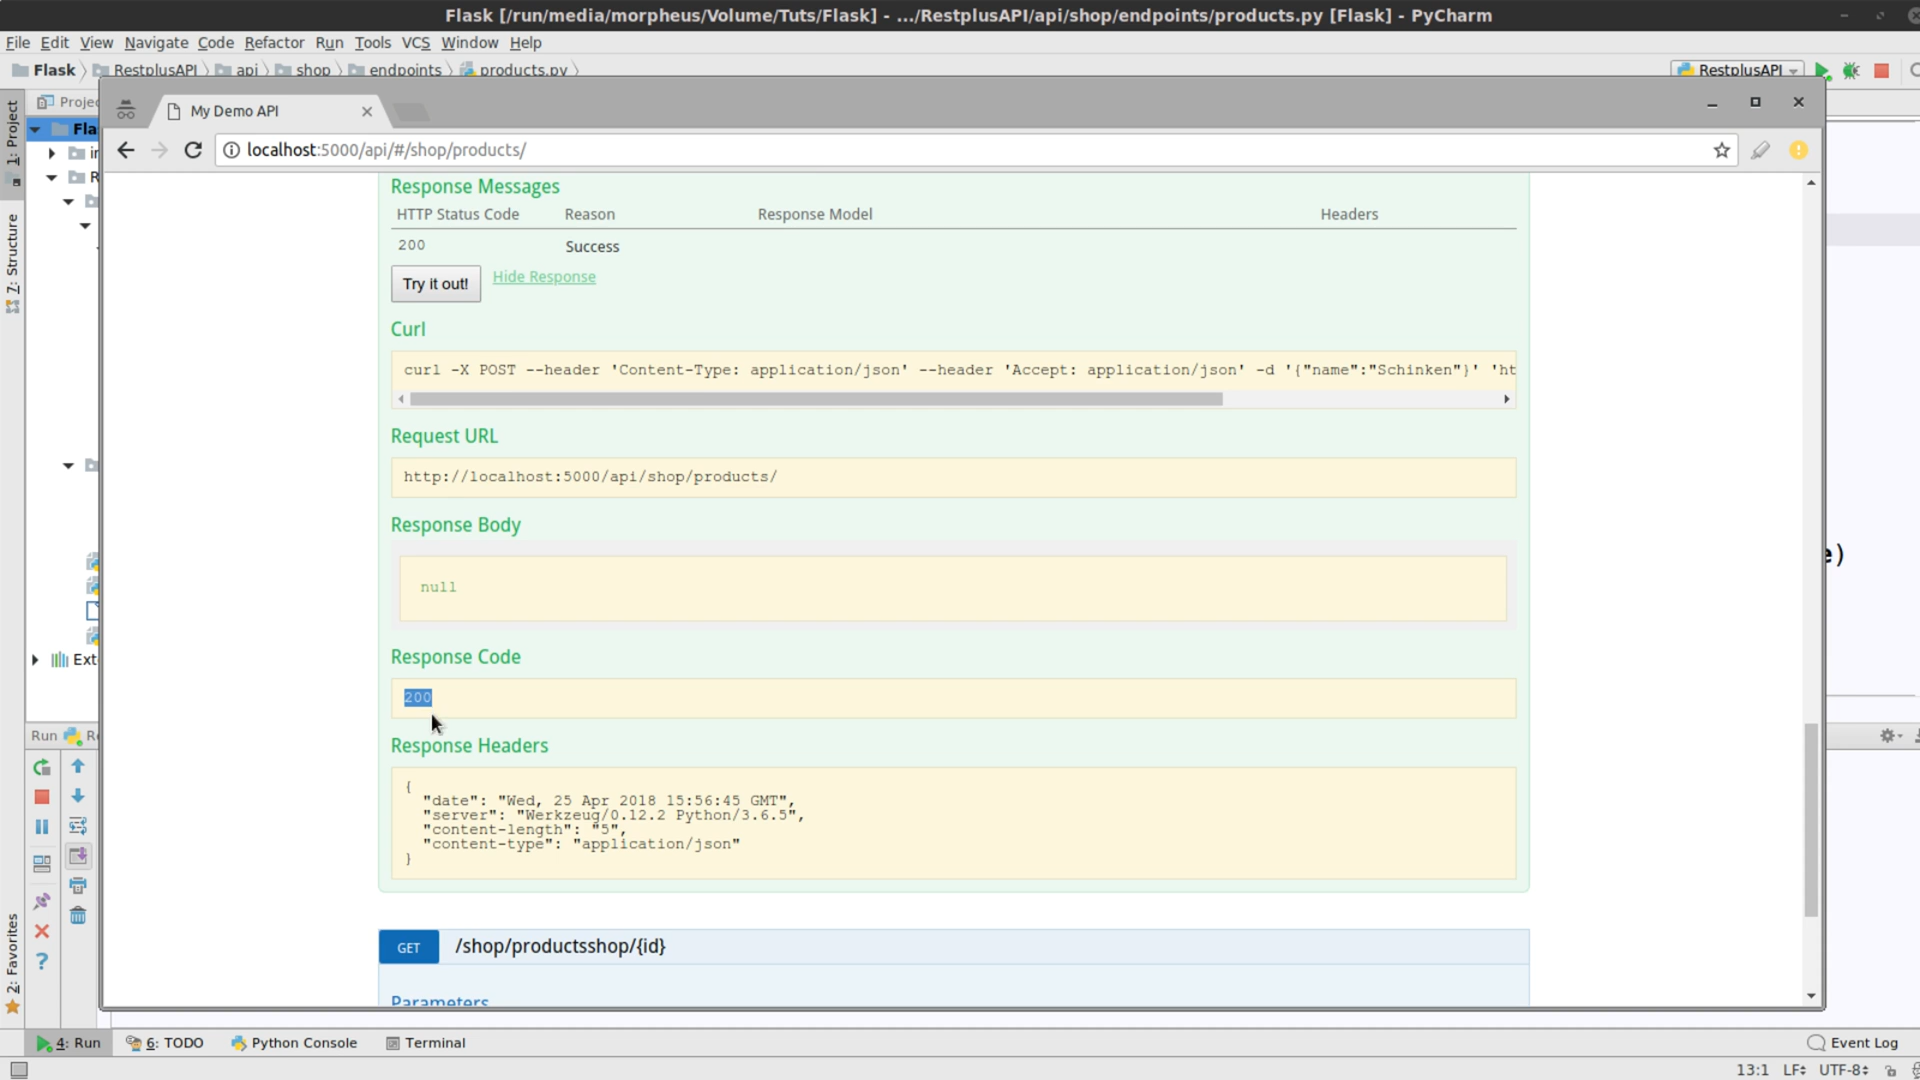 Flask [/run/media/morpheus/Volume/Tuts/Flask] - .../RestplusAPI/api/shop/endpoints/products.py [Flask] - PyCharm
File Edit View Navigate Code Refactor Run Tools VCS Window Help
Flask RestplusAPI api shop endpoints products.py RestplusAPI
1: Project
7: Structure
2: Favorites
My Demo API
localhost:5000/api/#/shop/products/
Response Messages
HTTP Status Code Reason Response Model Headers
200 Success
Try it out! Hide Response
Curl
curl -X POST --header 'Content-Type: application/json' --header 'Accept: application/json' -d '{"name":"Schinken"}' 'ht
Request URL
http://localhost:5000/api/shop/products/
Response Body
null
e)
Response Code
200
Response Headers
{
"date": "Wed, 25 Apr 2018 15:56:45 GMT",
"server": "Werkzeug/0.12.2 Python/3.6.5",
"content-length": "5",
"content-type": "application/json"
}
GET /shop/productsshop/{id}
Parameters
Run
4: Run 6: TODO Python Console Terminal Event Log
13:1 LF UTF-8